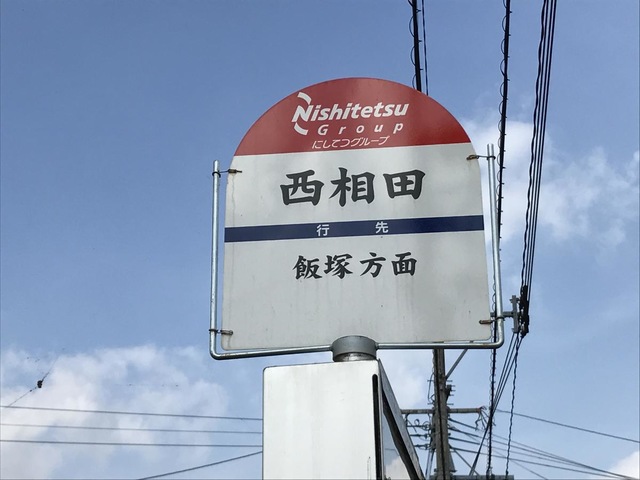 Nishitetsu
Group
にしてつグループ
西相田
行先
飯塚方面